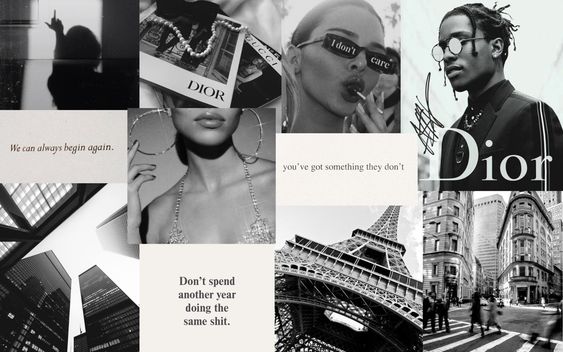 GUCCI
DIOR
I don't care
Dior
We can always begin again.
you've got something they don't
Don't spend
another year
doing the
same shit.